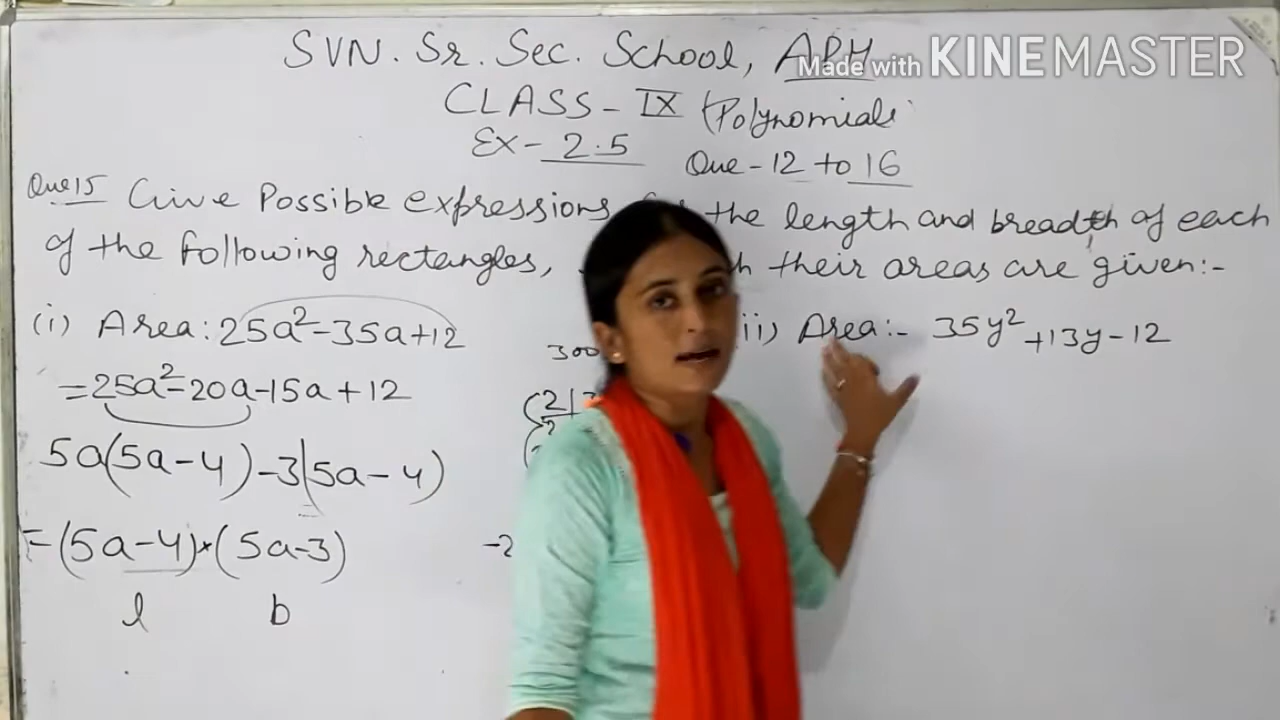 SVN. Sr. Sec. School, APH
Made with KINEMASTER
CLASS - IX (Polynomials
Ex - 2.5
Que - 12 to 16
Que 15 Give Possible expressions the length and breadth of each
of the following rectangles, their areas are given:-
(i) Area: 25a²-35a+12
ii) Area:- 35y²+13y-12
300
=25a²-20a-15a+12
5a(5a-4)-3(5a-4)
=(5a-4)×(5a-3)
-2
l b